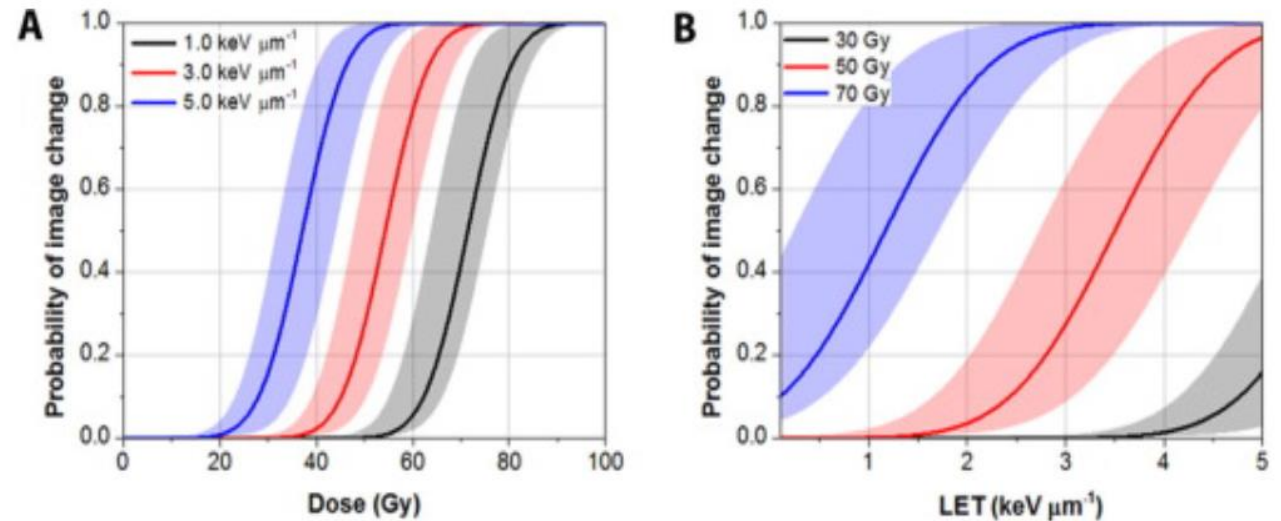 A
Probability of image change
1.0
0.8
0.6
0.4
0.2
0.0
1.0 keV μm⁻¹
3.0 keV μm⁻¹
5.0 keV μm⁻¹
0 20 40 60 80 100
Dose (Gy)
B
Probability of image change
1.0
0.8
0.6
0.4
0.2
0.0
30 Gy
50 Gy
70 Gy
1 2 3 4 5
LET (keV μm⁻¹)